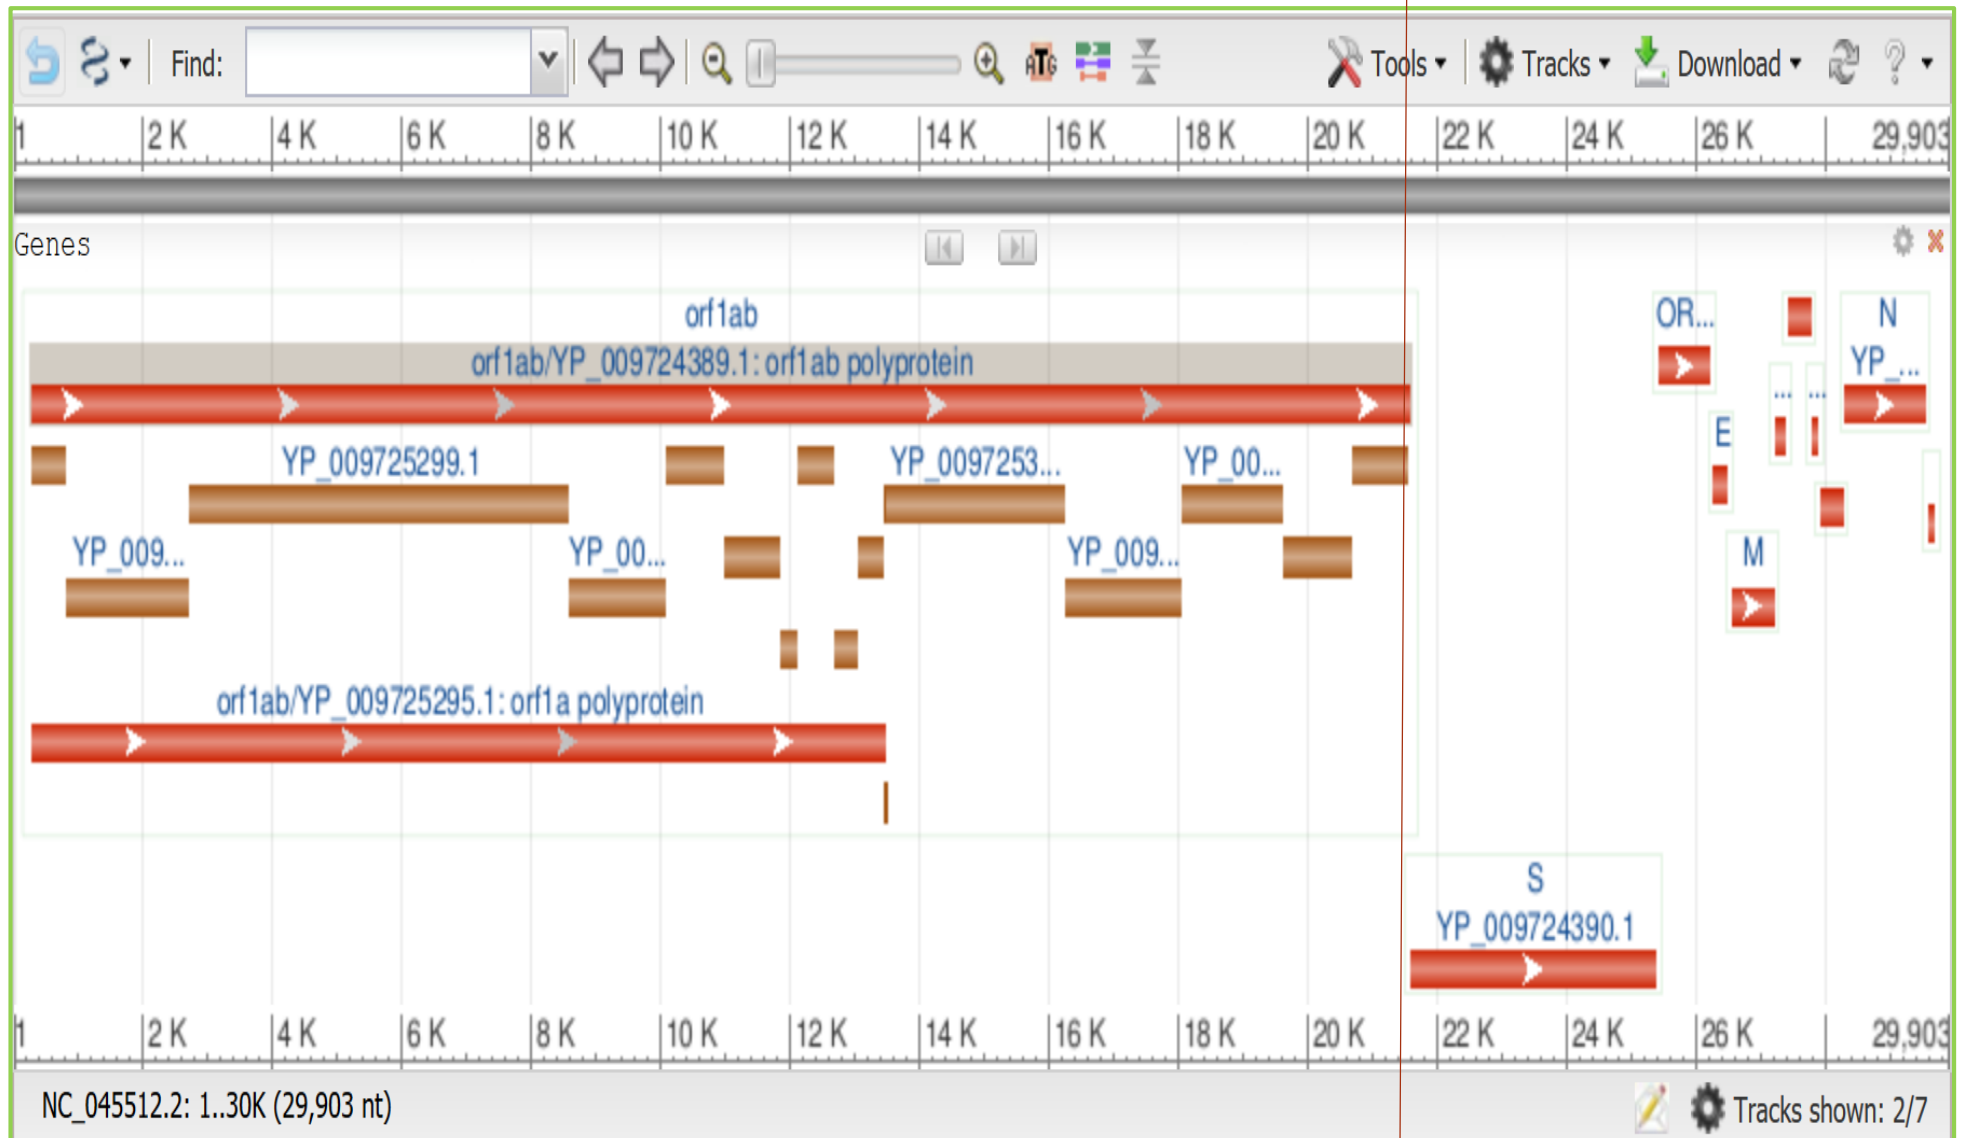 Find: Tools Tracks Download ?
1 2 K 4 K 6 K 8 K 10 K 12 K 14 K 16 K 18 K 20 K 22 K 24 K 26 K 29,903
Genes
orf1ab OR... N
orf1ab/YP_009724389.1: orf1ab polyprotein YP_...
... ...
E
YP_009725299.1 YP_0097253... YP_00...
YP_009... YP_00... YP_009... M
orf1ab/YP_009725295.1: orf1a polyprotein
S
YP_009724390.1
1 2 K 4 K 6 K 8 K 10 K 12 K 14 K 16 K 18 K 20 K 22 K 24 K 26 K 29,903
NC_045512.2: 1..30K (29,903 nt) Tracks shown: 2/7